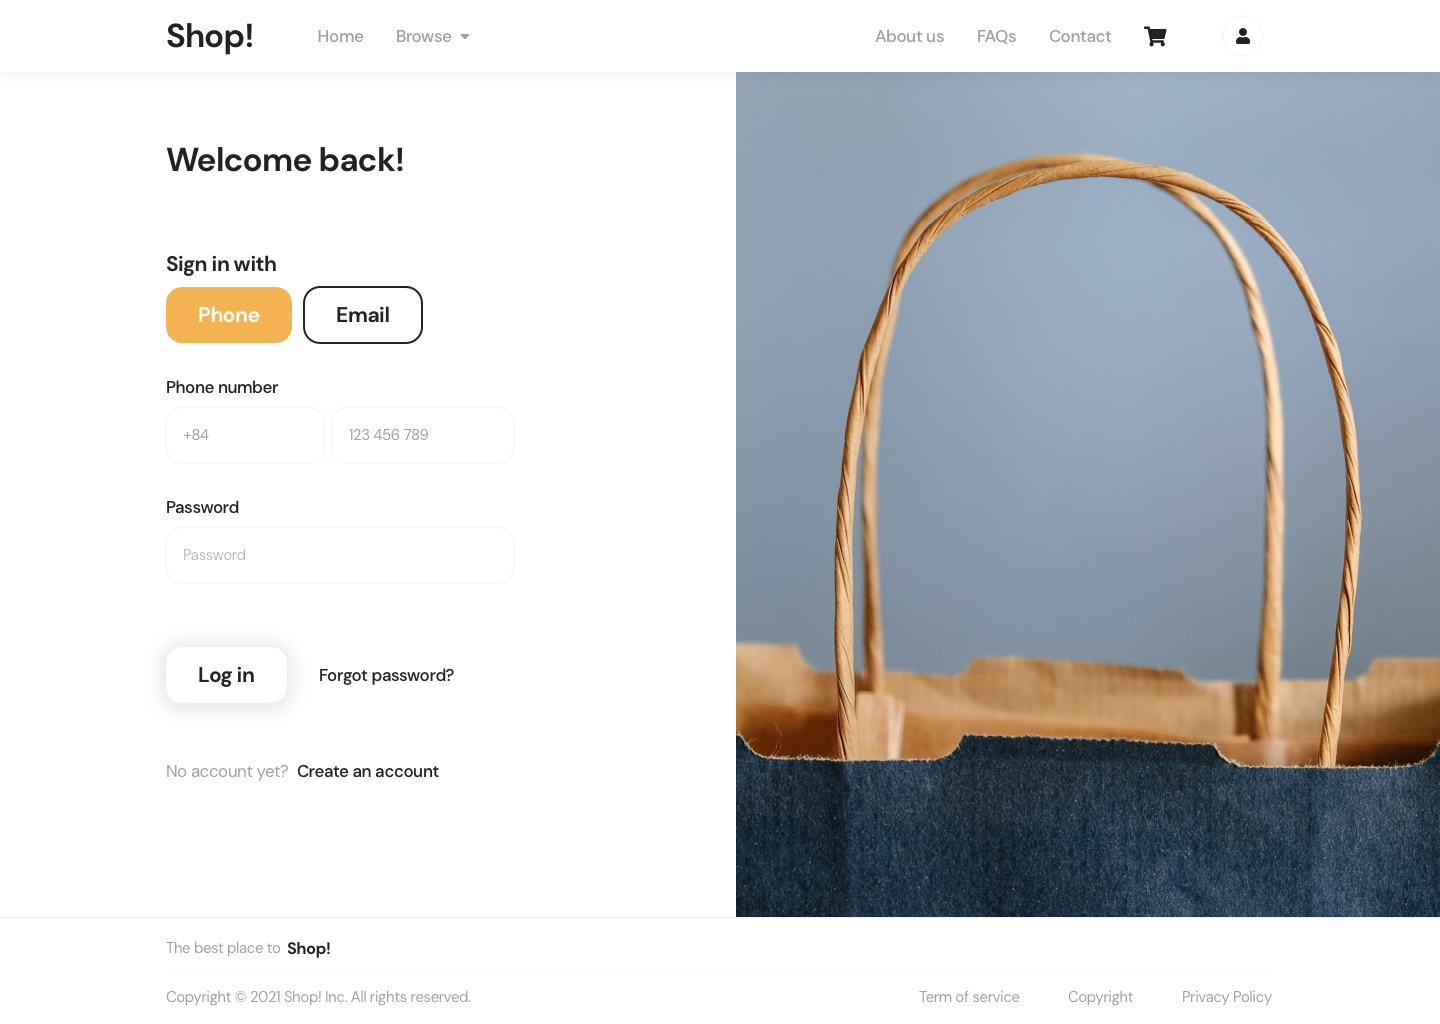 Shop! Home Browse About us FAQs Contact
Welcome back!
Sign in with
Phone Email
Phone number
+84 123 456 789
Password
Password
Log in Forgot password?
No account yet? Create an account
The best place to Shop!
Copyright © 2021 Shop! Inc. All rights reserved. Term of service Copyright Privacy Policy